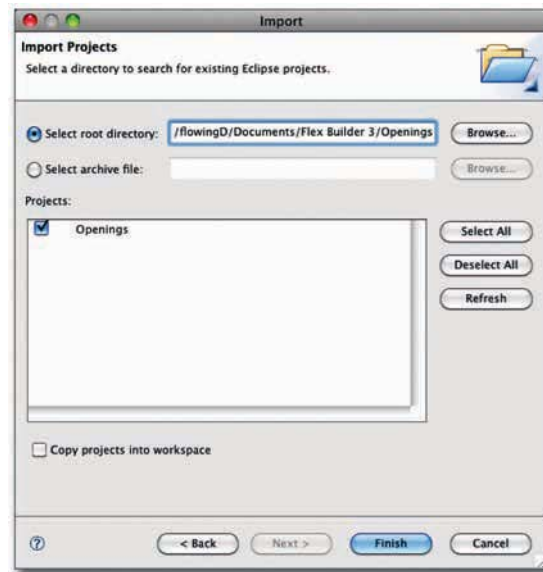 Import
Import Projects
Select a directory to search for existing Eclipse projects.
Select root directory: /flowingD/Documents/Flex Builder 3/Openings Browse...
Select archive file: Browse...
Projects:
Openings
Select All
Deselect All
Refresh
Copy projects into workspace
? < Back Next > Finish Cancel